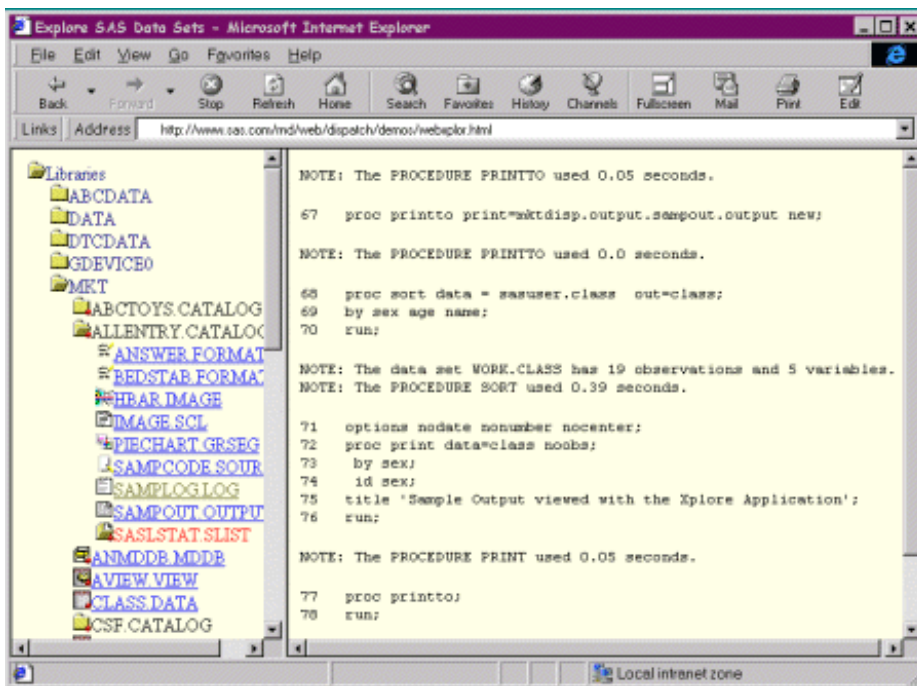 Explore SAS Data Sets - Microsoft Internet Explorer
File Edit View Go Favorites Help
Back Forward Stop Refresh Home Search Favorites History Channels Fullscreen Mail Print Edit
Links Address http://www.sas.com/rnd/web/dispatch/demos/webxplor.html
Libraries
ABCDATA
DATA
DTCDATA
GDEVICE0
MKT
ABCTOYS.CATALOG
ALLENTRY.CATALOG
ANSWER.FORMAT
BEDSTAB.FORMAT
HBAR.IMAGE
IMAGE.SCL
PIECHART.GRSEG
SAMPCODE.SOUR
SAMPLOG.LOG
SAMPOUT.OUTPUT
SASLSTAT.SLIST
ANMDDB.MDDB
AVIEW.VIEW
CLASS.DATA
CSF.CATALOG
NOTE: The PROCEDURE PRINTTO used 0.05 seconds.
67 proc printto print=mktdisp.output.sampout.output new;
NOTE: The PROCEDURE PRINTTO used 0.0 seconds.
68 proc sort data = sasuser.class out=class;
69 by sex age name;
70 run;
NOTE: The data set WORK.CLASS has 19 observations and 5 variables.
NOTE: The PROCEDURE SORT used 0.39 seconds.
71 options nodate nonumber nocenter;
72 proc print data=class noobs;
73 by sex;
74 id sex;
75 title 'Sample Output viewed with the Xplore Application';
76 run;
NOTE: The PROCEDURE PRINT used 0.05 seconds.
77 proc printto;
78 run;
Local intranet zone